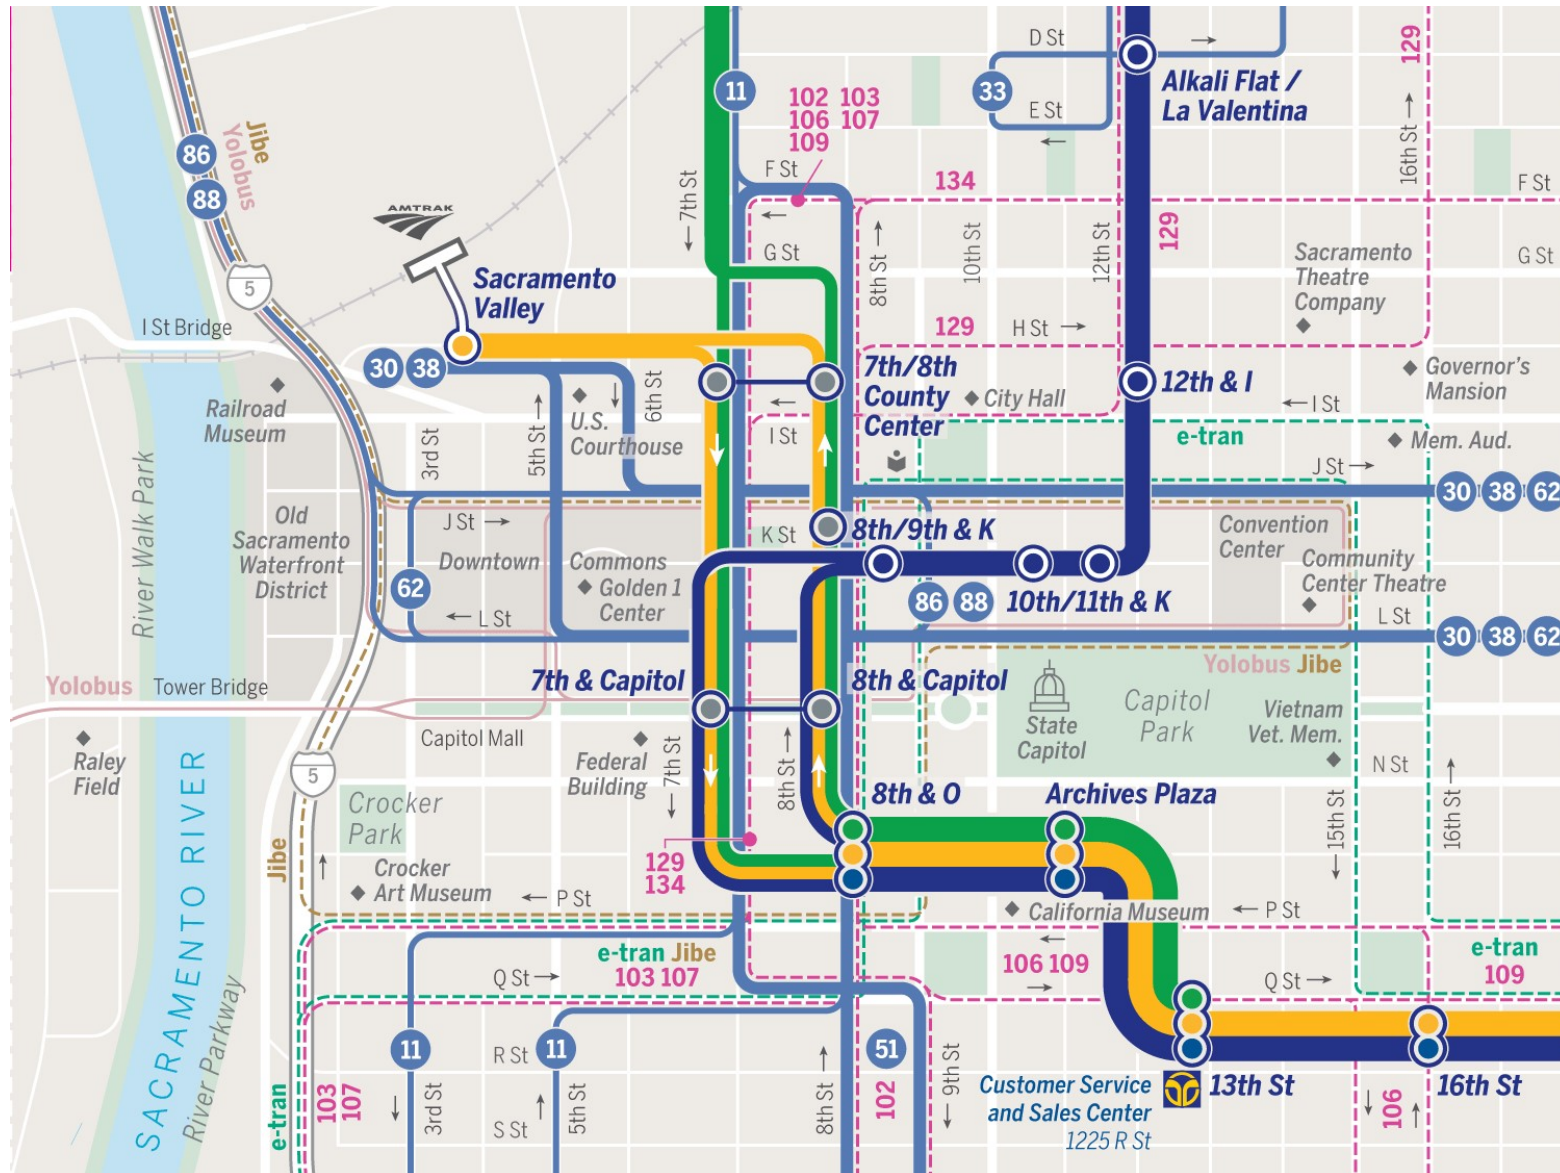 D St
129
11
33
102 103
106 107
109
Alkali Flat /
La Valentina
E St
86
Jibe
Yolobus
88
16th St
7th St
F St
134
F St
AMTRAK
129
G St
8th St
10th St
12th St
Sacramento
Theatre
Company
G St
Sacramento
Valley
5
I St Bridge
129
H St
30 38
6th St
7th/8th
County
Center
12th & I
Governor's
Mansion
Railroad
Museum
U.S.
Courthouse
City Hall
I St
I St
3rd St
5th St
e-tran
Mem. Aud.
J St
30 38 62
River Walk Park
Old
Sacramento
Waterfront
District
J St
K St
8th/9th & K
Convention
Center
Downtown
Commons
Community
Center Theatre
62
Golden 1
Center
86 88
10th/11th & K
L St
L St
30 38 62
Yolobus
Tower Bridge
7th & Capitol
8th & Capitol
Yolobus Jibe
State
Capitol
Capitol
Park
Vietnam
Vet. Mem.
Capitol Mall
Raley
Field
Federal
Building
7th St
8th St
N St
5
SACRAMENTO RIVER
Crocker
Park
8th & O
Archives Plaza
15th St
16th St
Jibe
129
134
Crocker
Art Museum
P St
California Museum
P St
e-tran Jibe
103 107
106 109
e-tran
109
Q St
Q St
River Parkway
11
R St
11
51
3rd St
5th St
8th St
9th St
Customer Service
and Sales Center
1225 R St
13th St
16th St
e-tran
103
107
S St
102
106